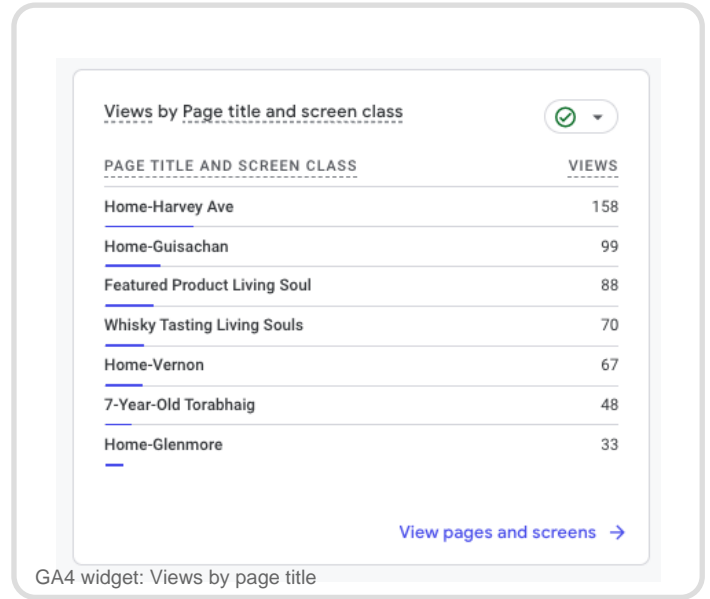 Views by Page title and screen class
PAGE TITLE AND SCREEN CLASS VIEWS
Home-Harvey Ave 158
Home-Guisachan 99
Featured Product Living Soul 88
Whisky Tasting Living Souls 70
Home-Vernon 67
7-Year-Old Torabhaig 48
Home-Glenmore 33
View pages and screens
GA4 widget: Views by page title